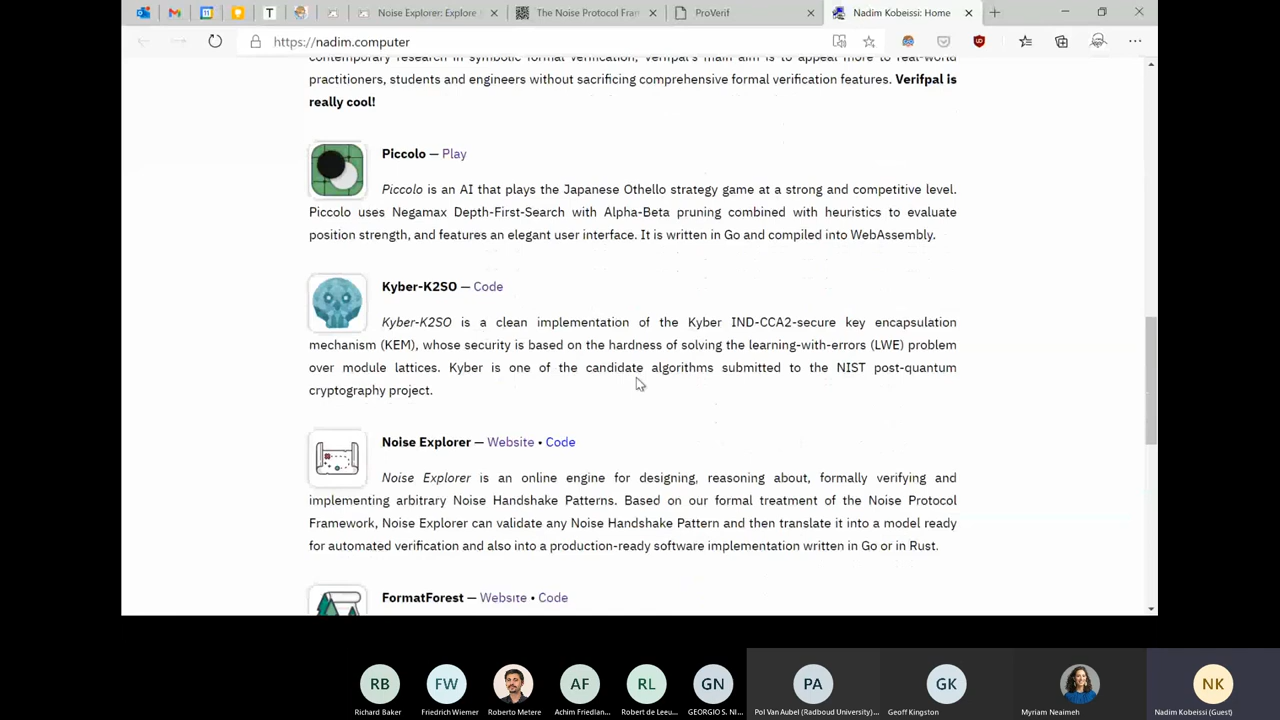 Noise Explorer: Explore
The Noise Protocol Fram
ProVerif
Nadim Kobeissi: Home
https://nadim.computer
contemporary research in symbolic formal verification, Verifpal's main aim is to appeal more to real-world
practitioners, students and engineers without sacrificing comprehensive formal verification features. Verifpal is
really cool!
Piccolo — Play
Piccolo is an AI that plays the Japanese Othello strategy game at a strong and competitive level.
Piccolo uses Negamax Depth-First-Search with Alpha-Beta pruning combined with heuristics to evaluate
position strength, and features an elegant user interface. It is written in Go and compiled into WebAssembly.
Kyber-K2SO — Code
Kyber-K2SO is a clean implementation of the Kyber IND-CCA2-secure key encapsulation
mechanism (KEM), whose security is based on the hardness of solving the learning-with-errors (LWE) problem
over module lattices. Kyber is one of the candidate algorithms submitted to the NIST post-quantum
cryptography project.
Noise Explorer — Website • Code
Noise Explorer is an online engine for designing, reasoning about, formally verifying and
implementing arbitrary Noise Handshake Patterns. Based on our formal treatment of the Noise Protocol
Framework, Noise Explorer can validate any Noise Handshake Pattern and then translate it into a model ready
for automated verification and also into a production-ready software implementation written in Go or in Rust.
FormatForest — Website • Code
RB FW AF RL GN PA GK NK
Richard Baker Friedrich Wiemer Roberto Metere Achim Friedlan... Robert de Leeu... GEORGIO S. NI... Pol Van Aubel (Radboud University)... Geoff Kingston Myriam Neaimeh Nadim Kobeissi (Guest)